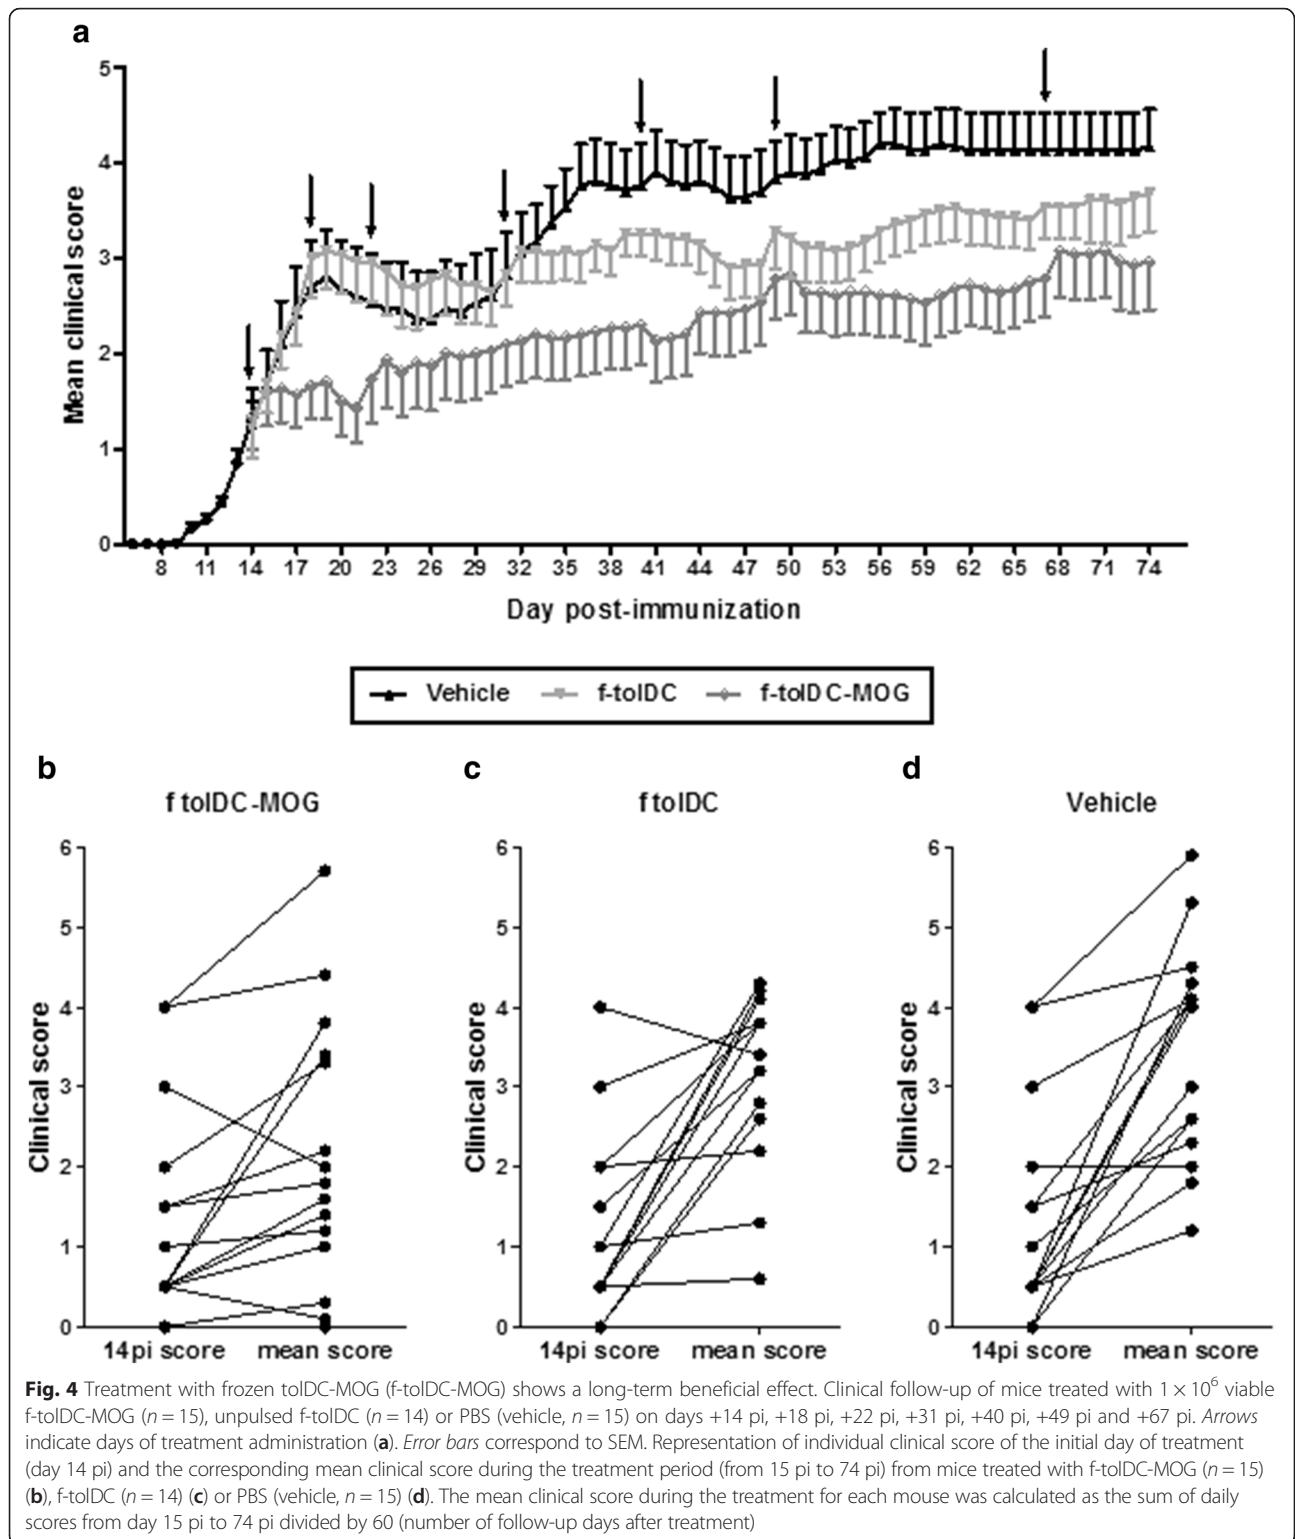 a
5
4
3
2
1
0
Mean clinical score
8 11 14 17 20 23 26 29 32 35 38 41 44 47 50 53 56 59 62 65 68 71 74
Day post-immunization
Vehicle f-tolDC f-tolDC-MOG
b
f tolDC-MOG
6
5
4
3
2
1
0
Clinical score
14pi score mean score
c
f tolDC
6
5
4
3
2
1
0
Clinical score
14pi score mean score
d
Vehicle
6
5
4
3
2
1
0
Clinical score
14pi score mean score
Fig. 4 Treatment with frozen tolDC-MOG (f-tolDC-MOG) shows a long-term beneficial effect. Clinical follow-up of mice treated with 1 × 10⁶ viable
f-tolDC-MOG (n = 15), unpulsed f-tolDC (n = 14) or PBS (vehicle, n = 15) on days +14 pi, +18 pi, +22 pi, +31 pi, +40 pi, +49 pi and +67 pi. Arrows
indicate days of treatment administration (a). Error bars correspond to SEM. Representation of individual clinical score of the initial day of treatment
(day 14 pi) and the corresponding mean clinical score during the treatment period (from 15 pi to 74 pi) from mice treated with f-tolDC-MOG (n = 15)
(b), f-tolDC (n = 14) (c) or PBS (vehicle, n = 15) (d). The mean clinical score during the treatment for each mouse was calculated as the sum of daily
scores from day 15 pi to 74 pi divided by 60 (number of follow-up days after treatment)